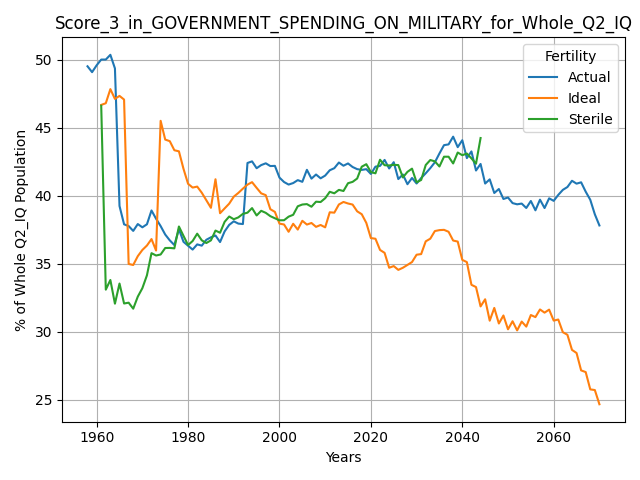 Score_3_in_GOVERNMENT_SPENDING_ON_MILITARY_for_Whole_Q2_IQ
Fertility
Actual
Ideal
Sterile
% of Whole Q2_IQ Population
50
45
40
35
30
25
1960 1980 2000 2020 2040 2060
Years